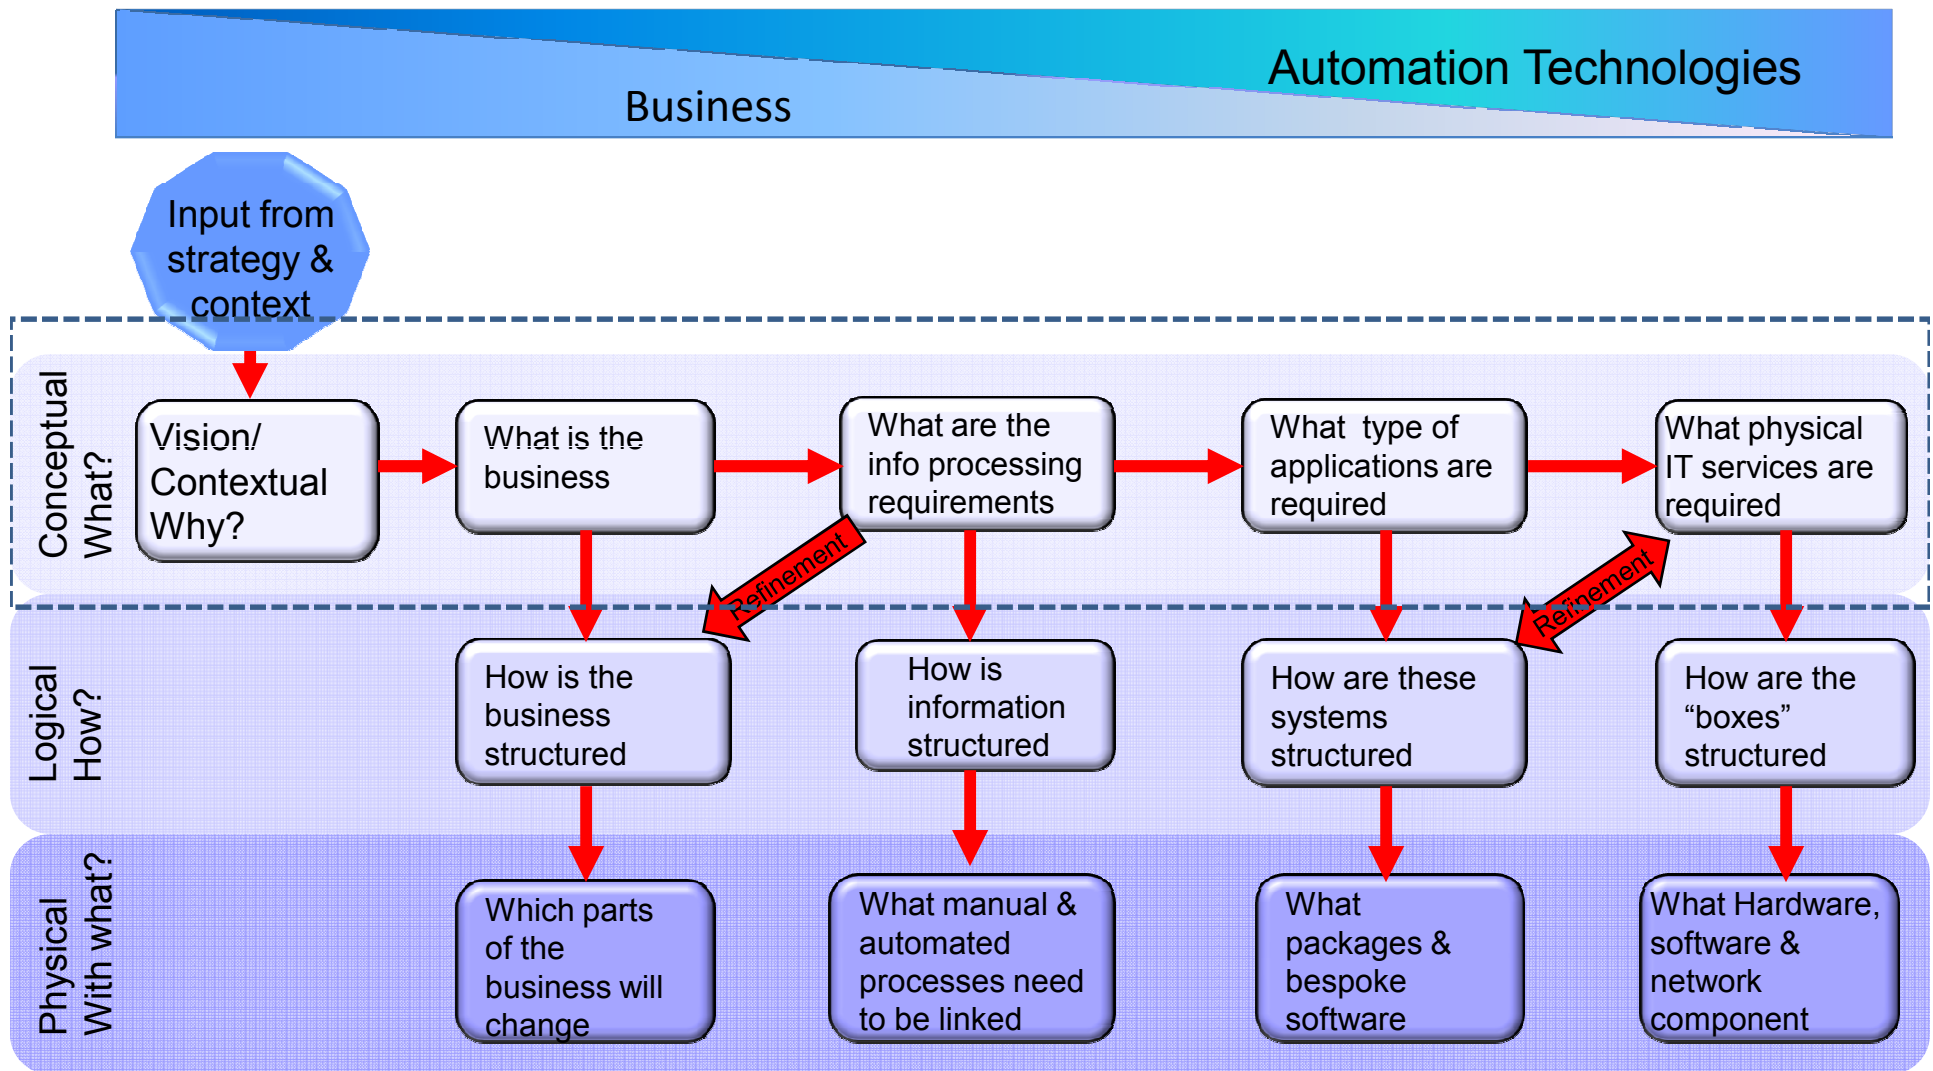 Automation Technologies
Business
Input from
strategy &
context
Conceptual
What?
Vision/
Contextual
Why?
What is the
business
What are the
info processing
requirements
What type of
applications are
required
What physical
IT services are
required
Refinement
Refinement
Logical
How?
How is the
business
structured
How is
information
structured
How are these
systems
structured
How are the
“boxes”
structured
Physical
With what?
Which parts
of the
business will
change
What manual &
automated
processes need
to be linked
What
packages &
bespoke
software
What Hardware,
software &
network
component